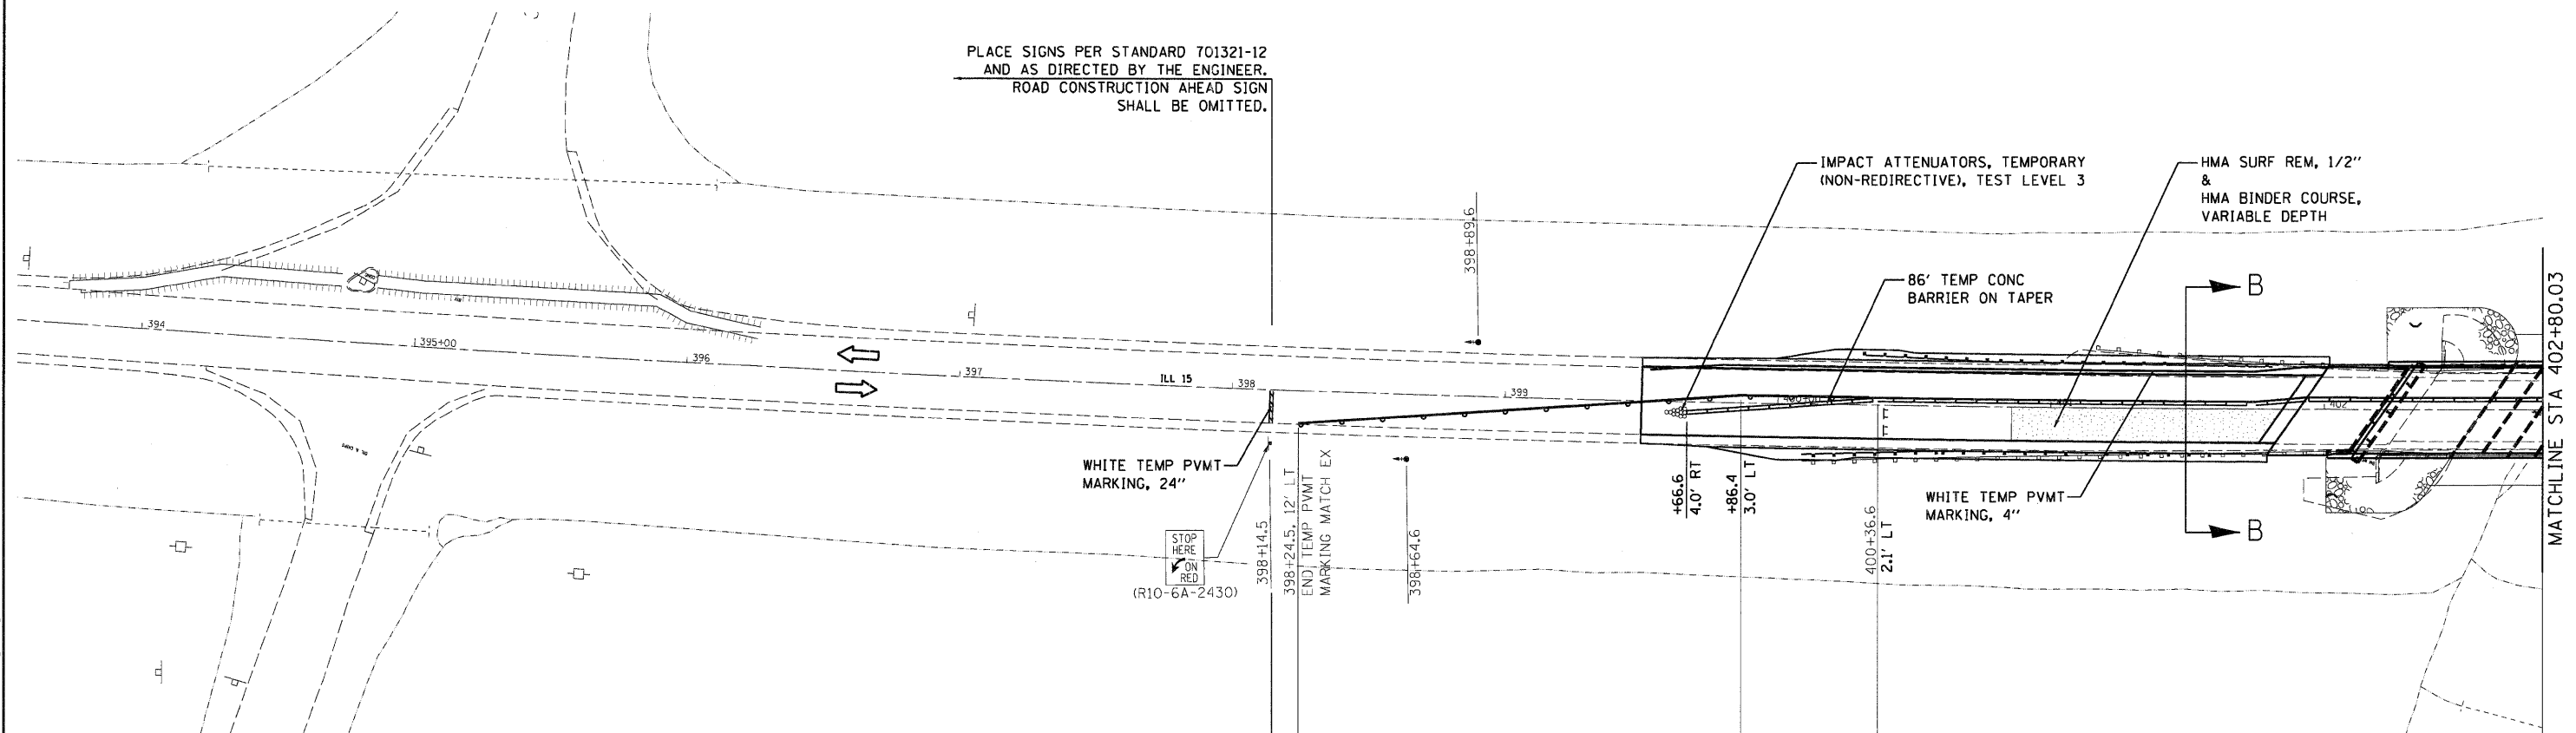 PLACE SIGNS PER STANDARD 701321-12
AND AS DIRECTED BY THE ENGINEER.
ROAD CONSTRUCTION AHEAD SIGN
SHALL BE OMITTED.
IMPACT ATTENUATORS, TEMPORARY
(NON-REDIRECTIVE), TEST LEVEL 3
HMA SURF REM, 1/2"
&
HMA BINDER COURSE,
VARIABLE DEPTH
398+89.6
86' TEMP CONC
BARRIER ON TAPER
B
MATCHLINE STA 402+80.03
394
395+00
396
397
ILL 15
398
399
400+00
402
WHITE TEMP PVMT
MARKING, 24"
STOP
HERE
ON
RED
(R10-6A-2430)
398+14.5
398+24.5, 12' LT
END TEMP PVMT
MARKING MATCH EX
398+64.6
+66.6
4.0' RT
+86.4
3.0' LT
400+36.6
2.1' LT
WHITE TEMP PVMT
MARKING, 4"
B